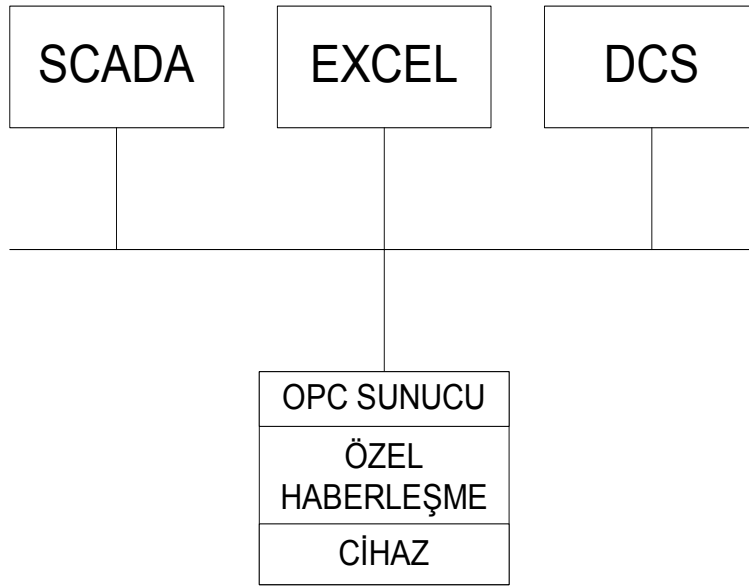 SCADA
EXCEL
DCS
OPC SUNUCU
ÖZEL
HABERLEŞME
CİHAZ